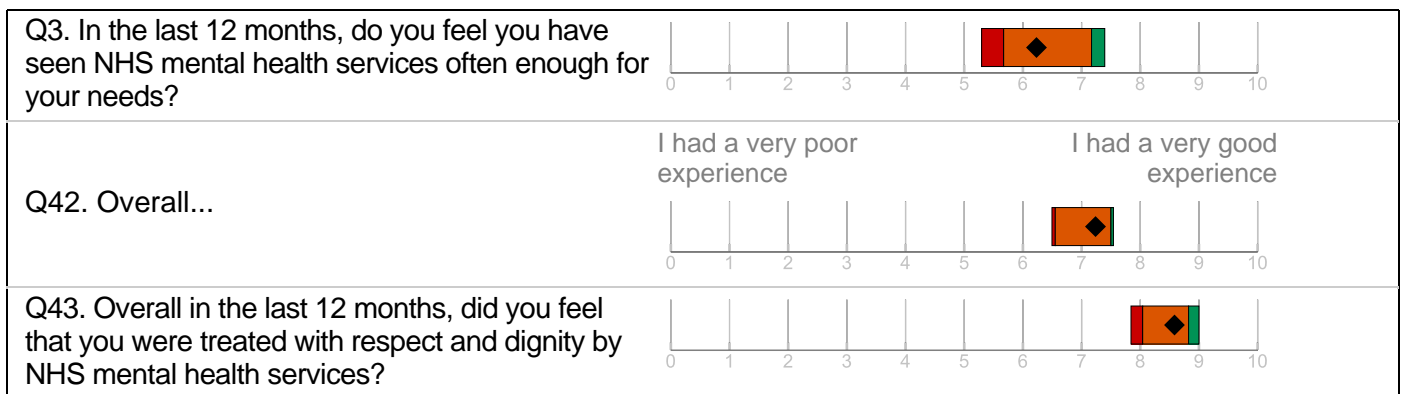 Q3. In the last 12 months, do you feel you have
seen NHS mental health services often enough for
your needs?
0 1 2 3 4 5 6 7 8 9 10
I had a very poor
experience
I had a very good
experience
Q42. Overall...
0 1 2 3 4 5 6 7 8 9 10
Q43. Overall in the last 12 months, did you feel
that you were treated with respect and dignity by
NHS mental health services?
0 1 2 3 4 5 6 7 8 9 10